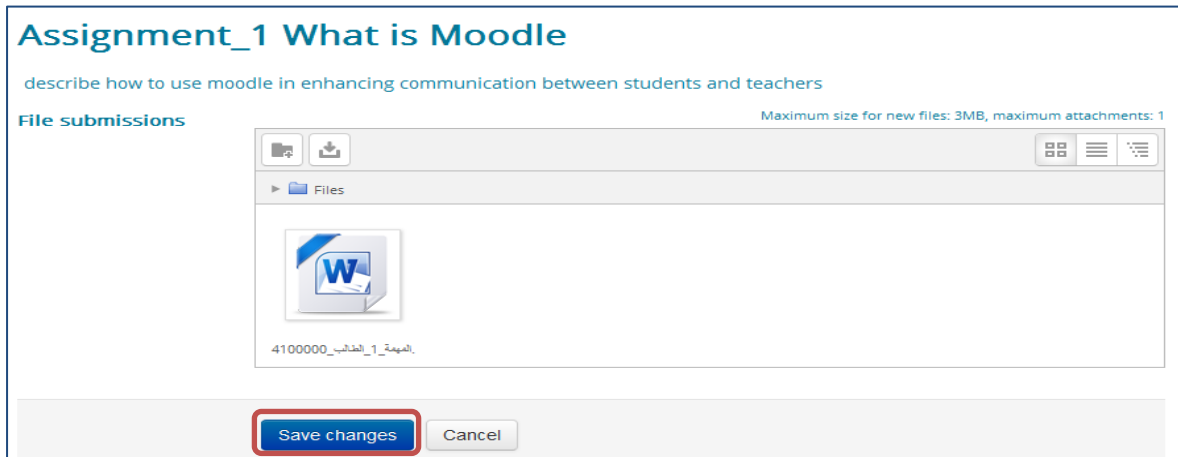 Assignment_1 What is Moodle
describe how to use moodle in enhancing communication between students and teachers
File submissions
Maximum size for new files: 3MB, maximum attachments: 1
Files
W
المهمة_1_الطالب_4100000.
Save changes
Cancel